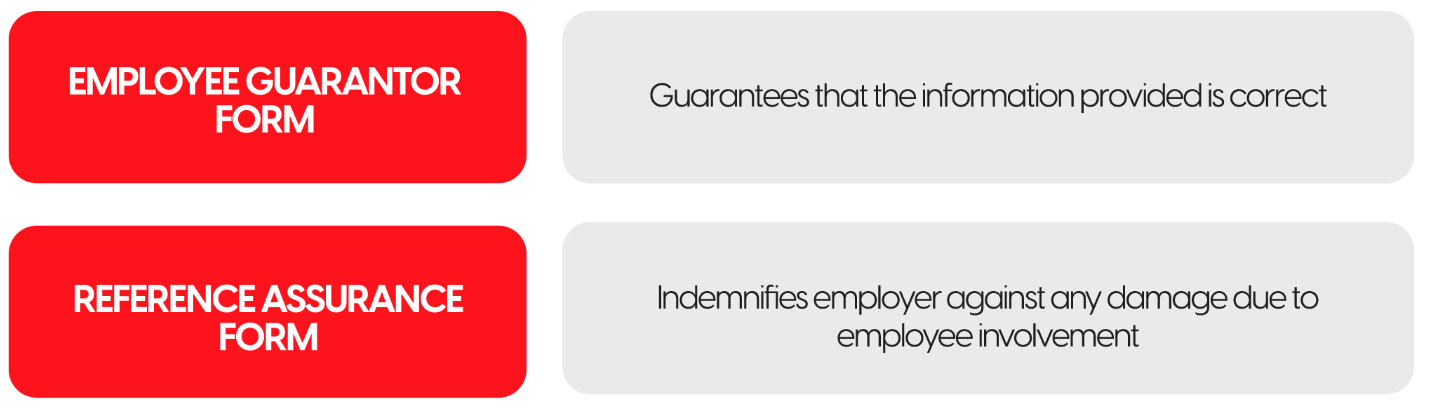 EMPLOYEE GUARANTOR
FORM
Guarantees that the information provided is correct
REFERENCE ASSURANCE
FORM
Indemnifies employer against any damage due to
employee involvement